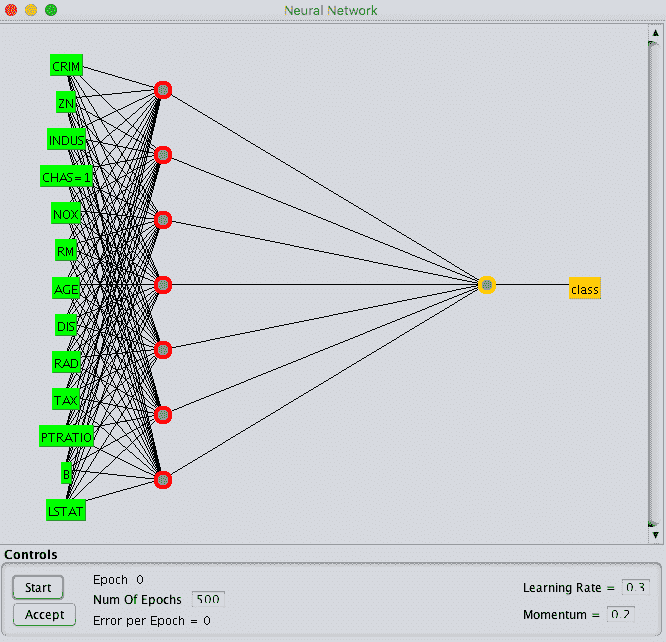 Neural Network
CRIM
ZN
INDUS
CHAS=1
NOX
RM
AGE
DIS
RAD
TAX
PTRATIO
B
LSTAT
class
Controls
Start
Accept
Epoch 0
Num Of Epochs 500
Error per Epoch = 0
Learning Rate = 0.3
Momentum = 0.2